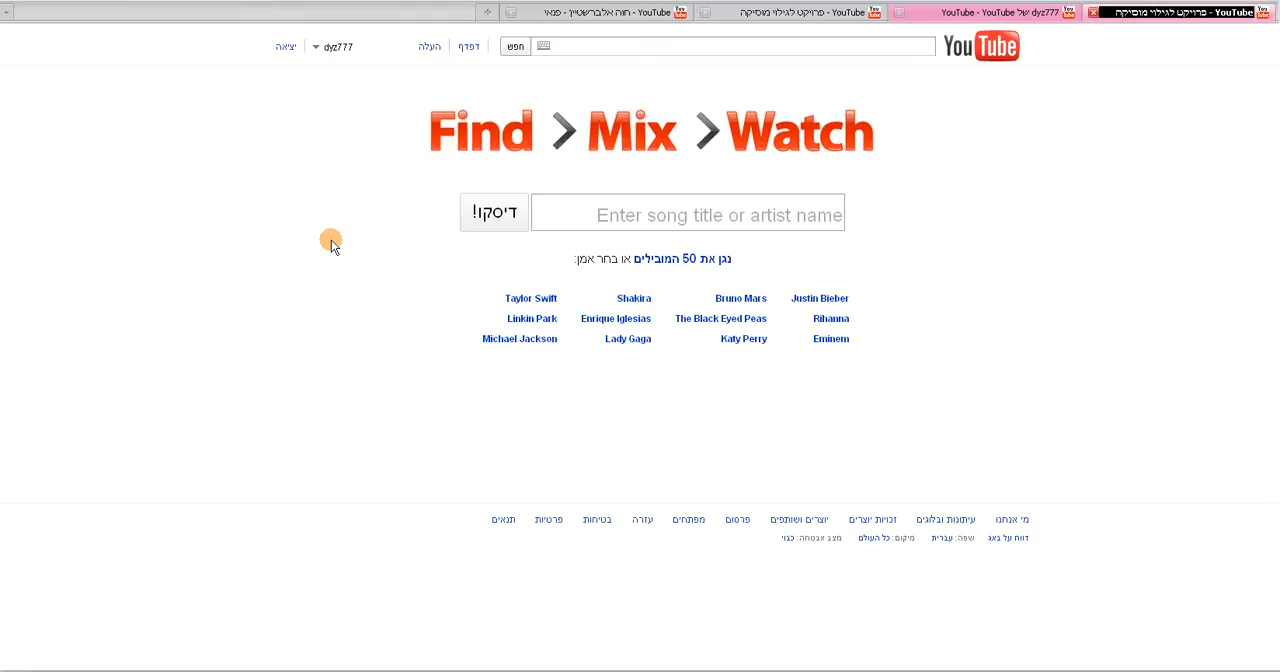 YouTube - פרויקט לגילוי מוסיקה
YouTube - YouTube של dyz777
YouTube - פרויקט לגילוי מוסיקה
YouTube - חוה אלברשטיין - פנאי
YouTube
חפש
דפדף
העלה
dyz777
יציאה
Find > Mix > Watch
Enter song title or artist name
דיסקו!
נגן את 50 המובילים או בחר אמן:
Justin Bieber Bruno Mars Shakira Taylor Swift
Rihanna The Black Eyed Peas Enrique Iglesias Linkin Park
Eminem Katy Perry Lady Gaga Michael Jackson
מי אנחנו עיתונות ובלוגים זכויות יוצרים יוצרים ושותפים פרסום מפתחים עזרה בטיחות פרטיות תנאים
דווח על באג שפה: עברית מיקום: כל העולם מצב אבטחה: כבוי